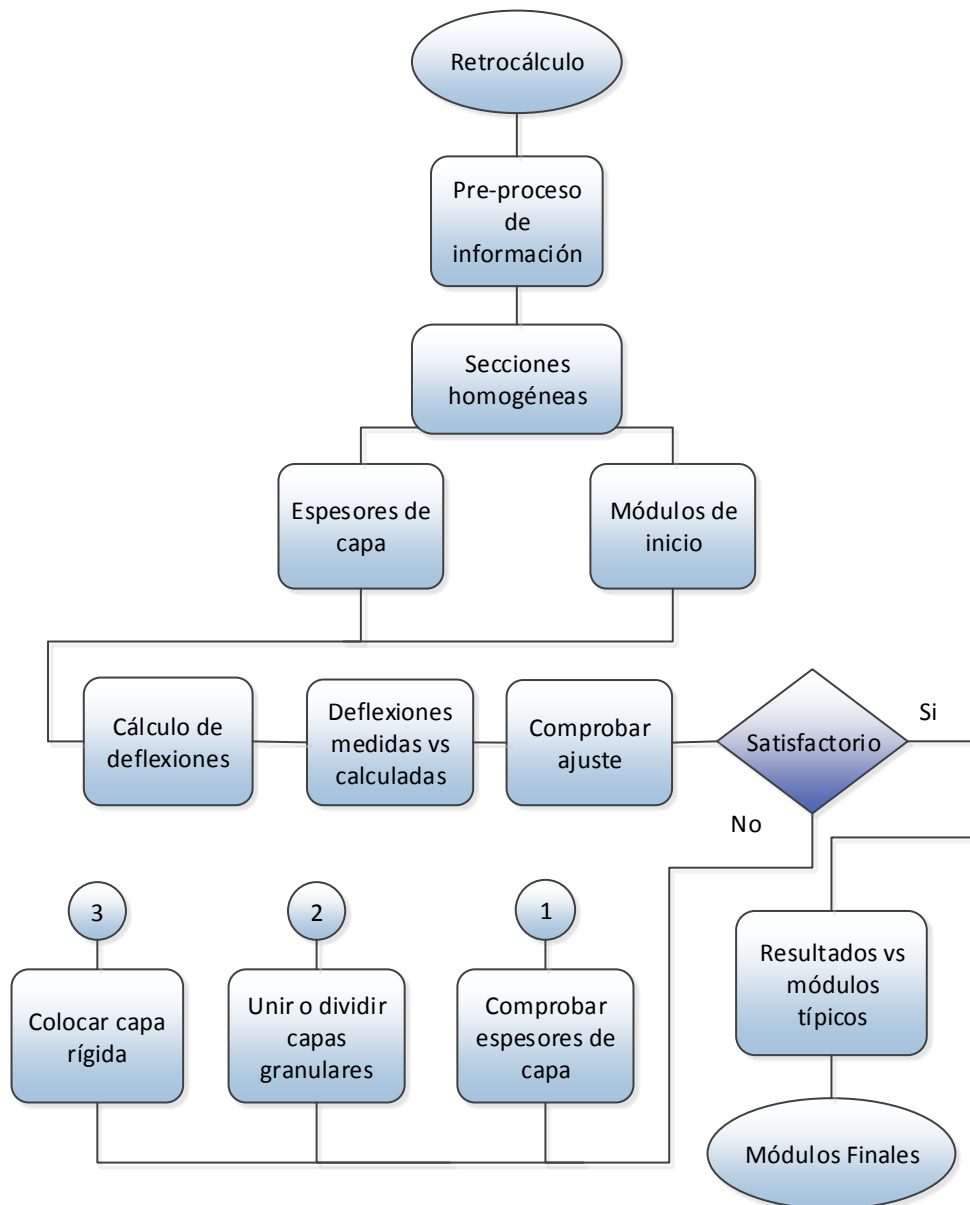 Retrocálculo
Pre-proceso
de
información
Secciones
homogéneas
Espesores de
capa
Módulos de
inicio
Cálculo de
deflexiones
Deflexiones
medidas vs
calculadas
Comprobar
ajuste
Satisfactorio
Si
No
3
2
1
Colocar capa
rígida
Unir o dividir
capas
granulares
Comprobar
espesores de
capa
Resultados vs
módulos
típicos
Módulos Finales